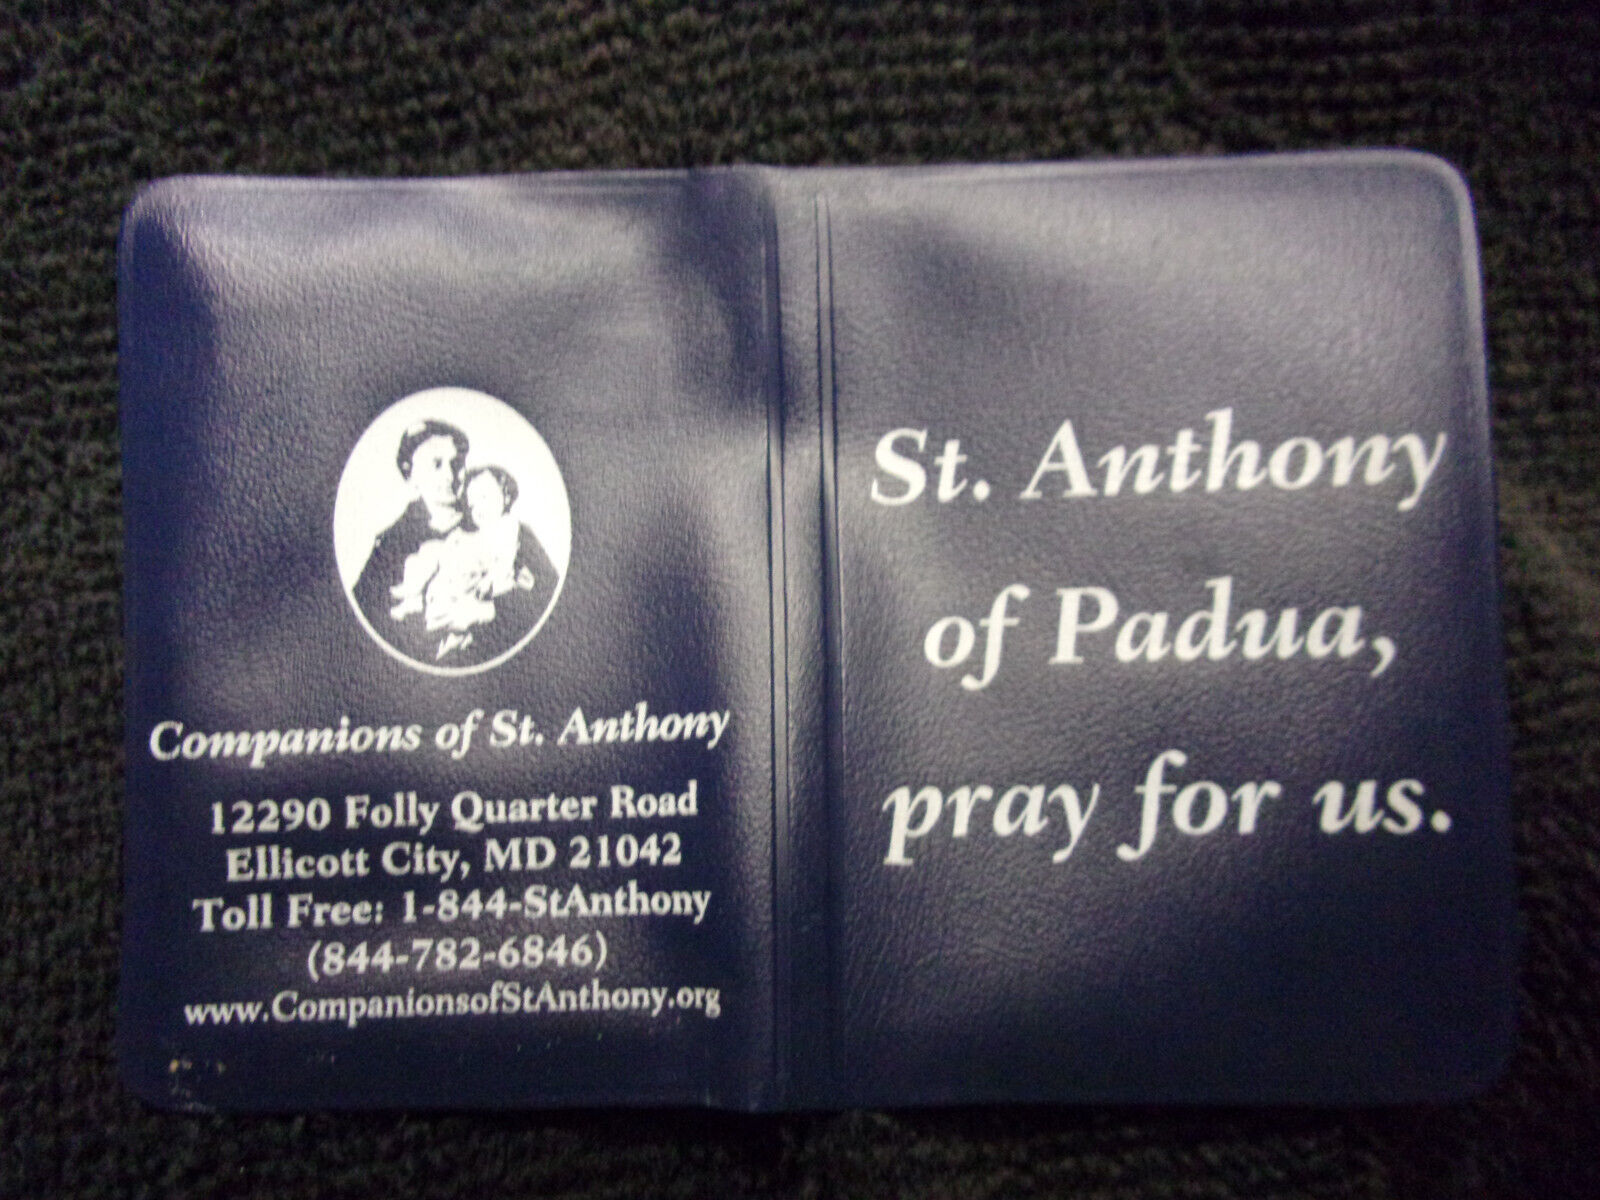 Companions of St. Anthony
12290 Folly Quarter Road
Ellicott City, MD 21042
Toll Free: 1-844-StAnthony
(844-782-6846)
www.CompanionsofStAnthony.org
St. Anthony
of Padua,
pray for us.